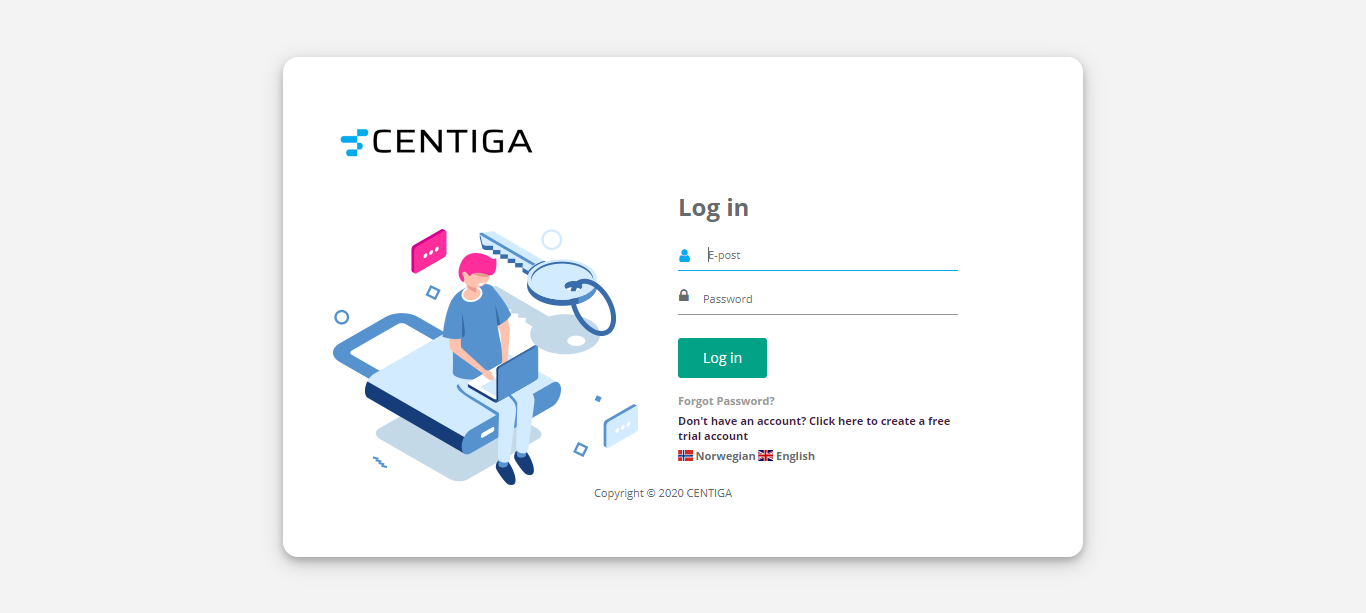 CENTIGA
Log in
E-post
Password
Log in
Forgot Password?
Don't have an account? Click here to create a free
trial account
Norwegian English
Copyright © 2020 CENTIGA